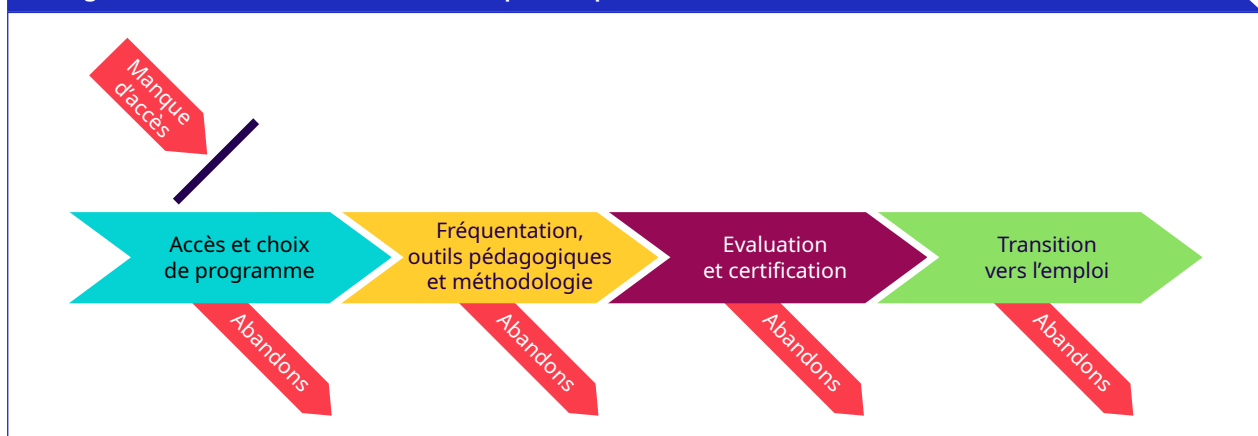 Manque
d'accès
Accès et choix
de programme
Fréquentation,
outils pédagogiques
et méthodologie
Evaluation
et certification
Transition
vers l’emploi
Abandons
Abandons
Abandons
Abandons